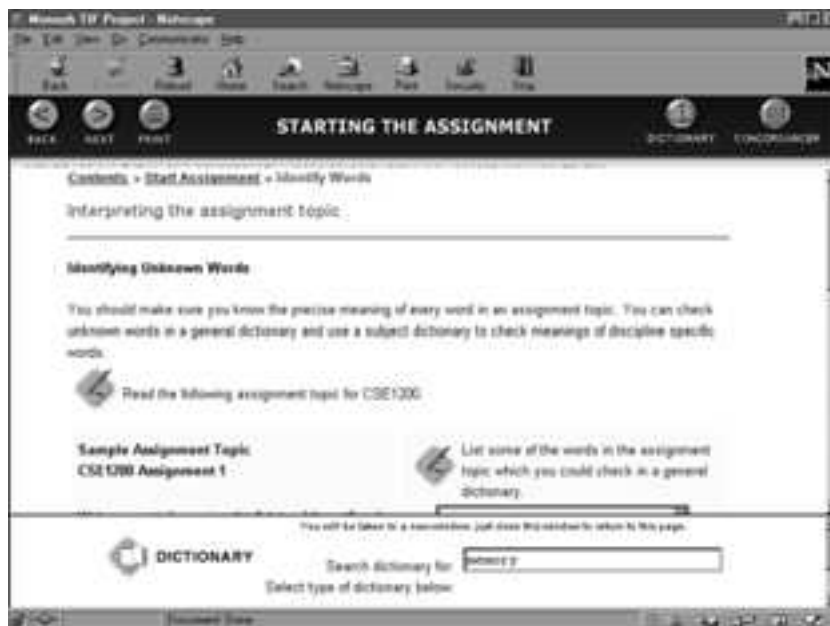 Monash TIF Project - Netscape
File Edit View Go Communicator Help
Back Reload Home Search Netscape Print Security Stop
BACK NEXT PRINT STARTING THE ASSIGNMENT DICTIONARY CONCORDANCER
Contents > Start Assignment > Identify Words
Interpreting the assignment topic
Identifying Unknown Words
You should make sure you know the precise meaning of every word in an assignment topic. You can check
unknown words in a general dictionary and use a subject dictionary to check meanings of discipline specific
words.
Read the following assignment topic for CSE1200
Sample Assignment Topic
CSE1200 Assignment 1
List some of the words in the assignment
topic which you could check in a general
dictionary.
You will be taken to a new window, just close this window to return to this page.
DICTIONARY
Search dictionary for memory
Select type of dictionary below
Document: Done